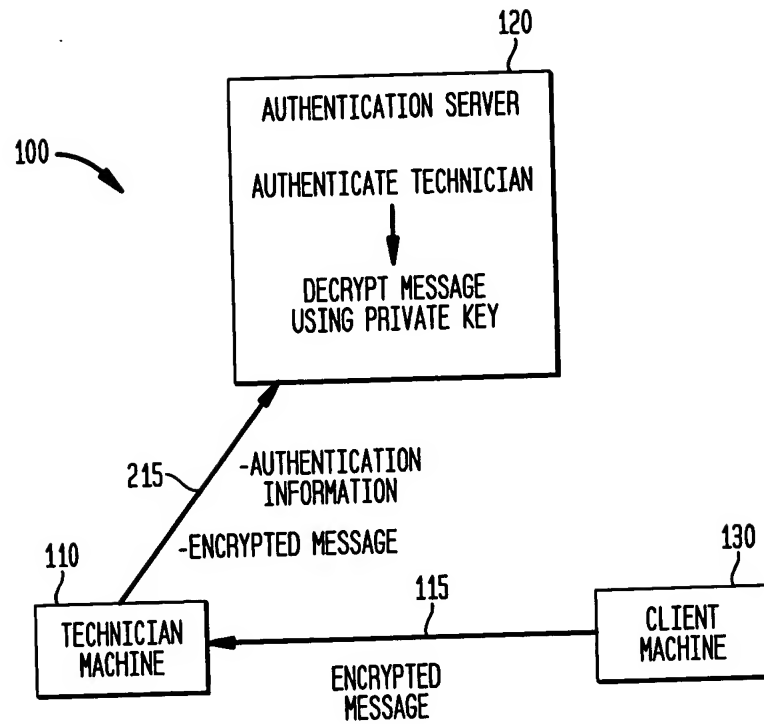 120
AUTHENTICATION SERVER
100
AUTHENTICATE TECHNICIAN
DECRYPT MESSAGE
USING PRIVATE KEY
215
-AUTHENTICATION
INFORMATION
-ENCRYPTED MESSAGE
110
TECHNICIAN
MACHINE
115
ENCRYPTED
MESSAGE
130
CLIENT
MACHINE